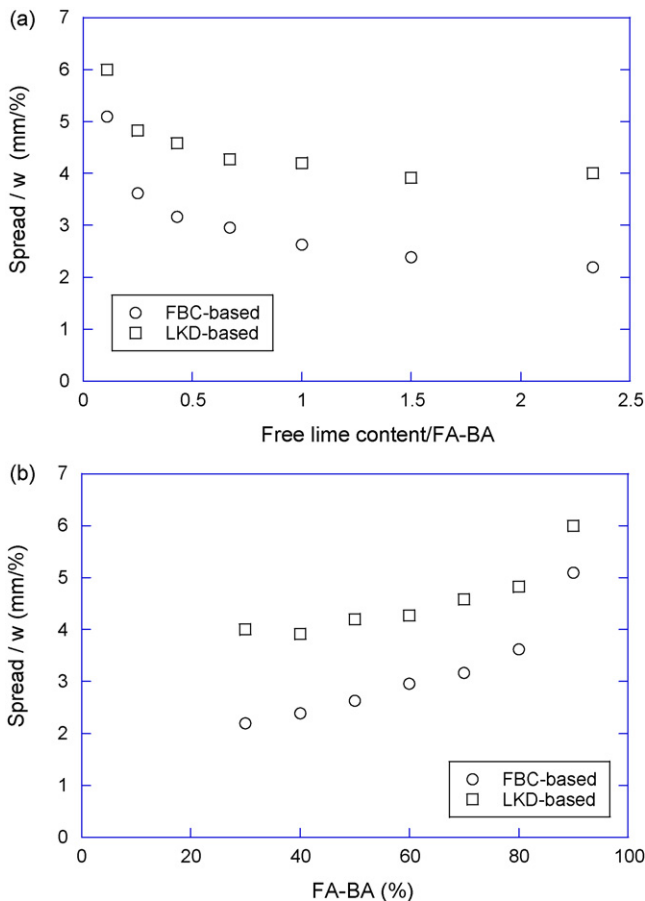 (a)
7
6
5
4
3
2
1
0
Spread / w (mm/%)
FBC-based
LKD-based
0 0.5 1 1.5 2 2.5
Free lime content/FA-BA
(b)
7
6
5
4
3
2
1
0
Spread / w (mm/%)
FBC-based
LKD-based
0 20 40 60 80 100
FA-BA (%)